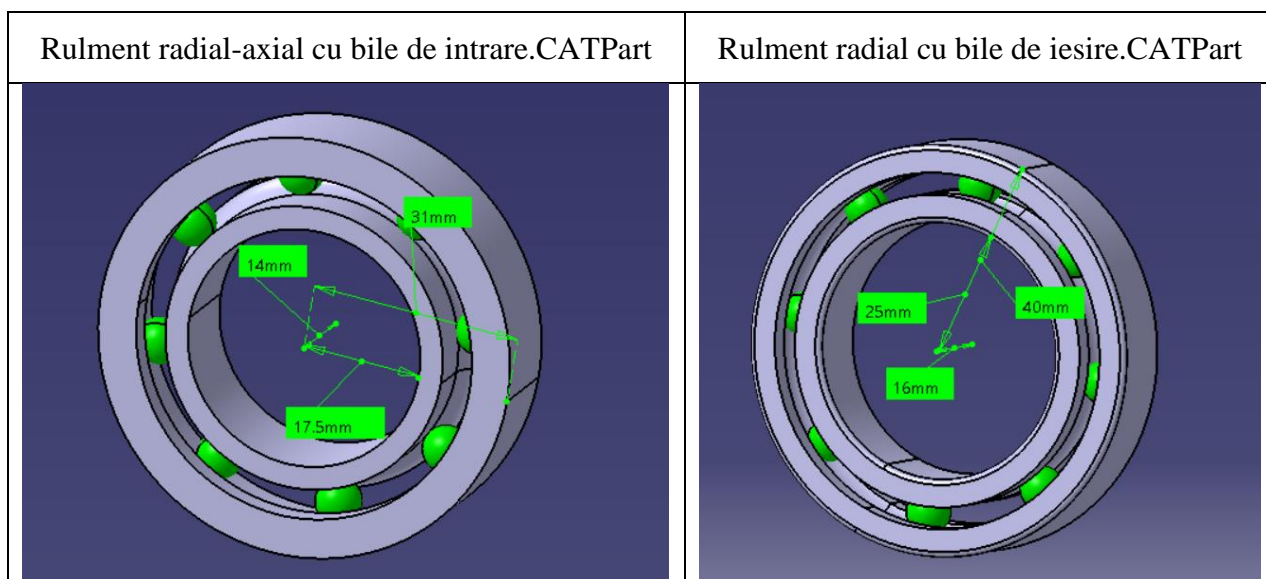 Rulment radial-axial cu bile de intrare.CATPart
Rulment radial cu bile de iesire.CATPart
31mm
14mm
17.5mm
25mm
40mm
16mm